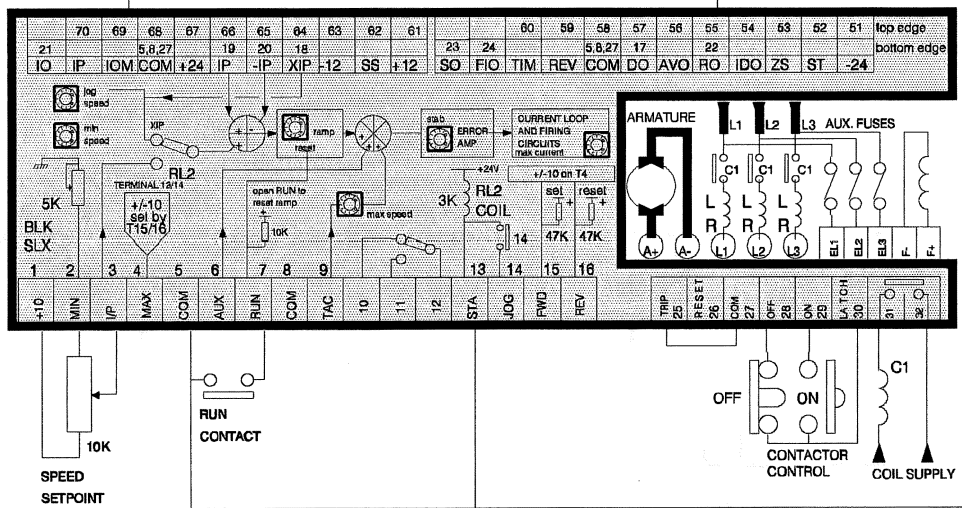 70 69 68 67 66 65 64 63 62 61 60 59 58 57 56 55 54 53 52 51 top edge
21 5,8,27 19 20 18 23 24 5,8,27 17 22 bottom edge
IO IP IOM COM +24 IP -IP XIP -12 SS +12 SO FIO TIM REV COM DO AVO RO IDO ZS ST -24
jog
speed
min
speed
XIP
RL2
+ -
+
ramp
reset
+ +
stab
ERROR
AMP
CURRENT LOOP
AND FIRING
CIRCUITS
max current
+/-10 on T4
TERMINAL 13/14
+/-10
set by
T15/16
open RUN to
reset ramp
+
10K
max speed
+24V
3K
RL2
COIL
14
set reset
+ +
47K 47K
5K
BLK
SLX
ARMATURE
L1 L2 L3 AUX. FUSES
C1 C1 C1
L L L
R R R
A+ A- L1 L2 L3 EL1 EL2 EL3 F- F+
1 2 3 4 5 6 7 8 9 13 14 15 16
+10 MIN I/P MAX COM AUX RUN COM TAC 10 11 12 STA JOG FWD REV
TRIP 25 RESET 26 COM 27 OFF 28 ON 29 LATCH 30 31 32
10K
SPEED
SETPOINT
RUN
CONTACT
OFF ON
CONTACTOR
CONTROL
C1
COIL SUPPLY